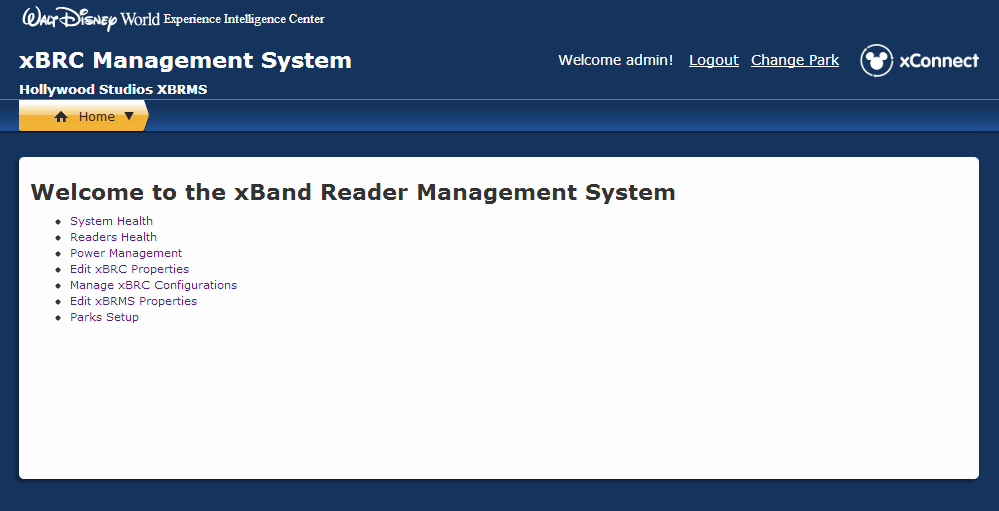 Walt Disney World Experience Intelligence Center
xBRC Management System
Welcome admin! Logout Change Park xConnect
Hollywood Studios XBRMS
Home ▼
Welcome to the xBand Reader Management System
• System Health
• Readers Health
• Power Management
• Edit xBRC Properties
• Manage xBRC Configurations
• Edit xBRMS Properties
• Parks Setup